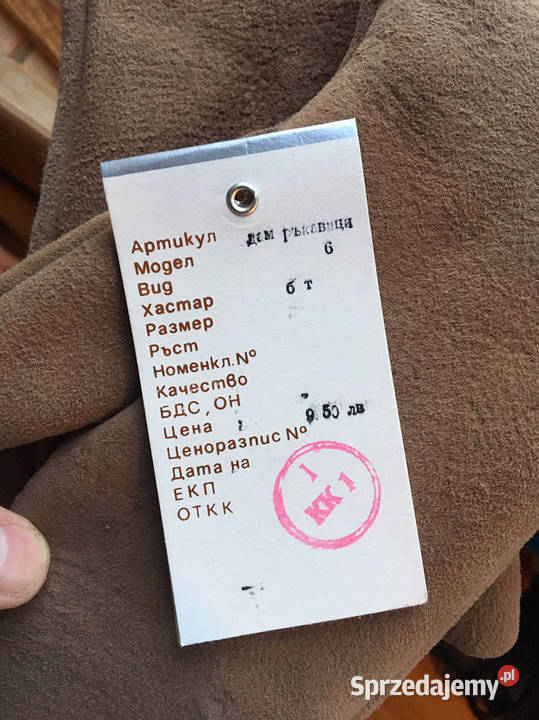 Артикул дам ръкавици
Модел 6
Вид
Хастар б т
Размер
Ръст
Номенкл.№
Качество
БДС, ОН
Цена 9.50 лв
Ценоразпис №
Дата на
ЕКП
ОТКК
1
КК 1
Sprzedajemy.pl